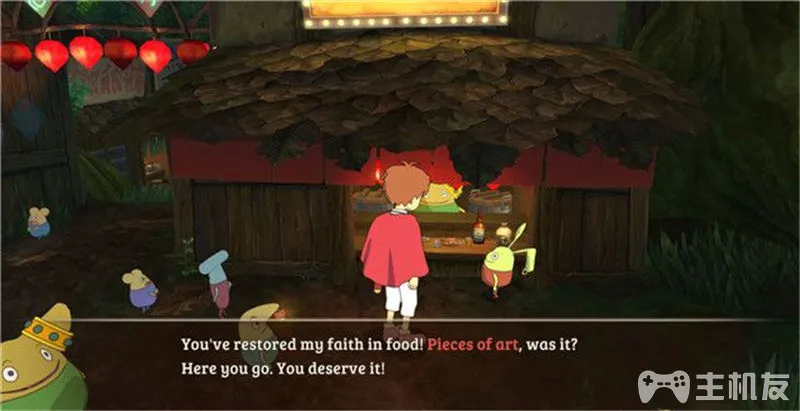 You've restored my faith in food! Pieces of art, was it?
Here you go. You deserve it!
主机友